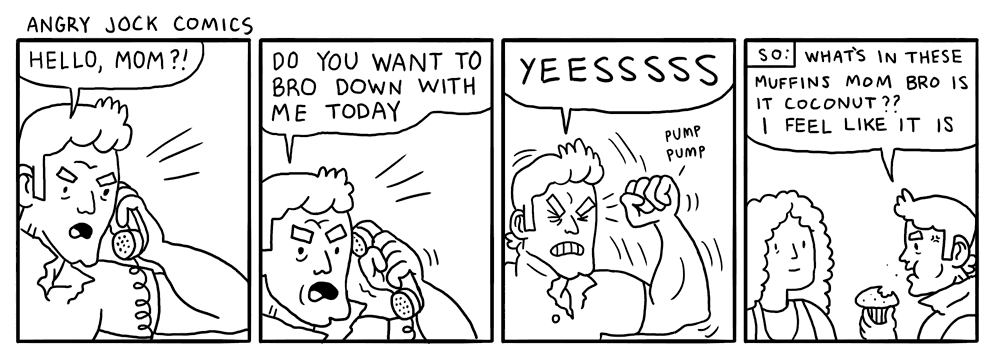 ANGRY JOCK COMICS
HELLO, MOM?!
DO YOU WANT TO
BRO DOWN WITH
ME TODAY
YEESSSSS
PUMP
PUMP
SO: WHAT'S IN THESE
MUFFINS MOM BRO IS
IT COCONUT??
I FEEL LIKE IT IS